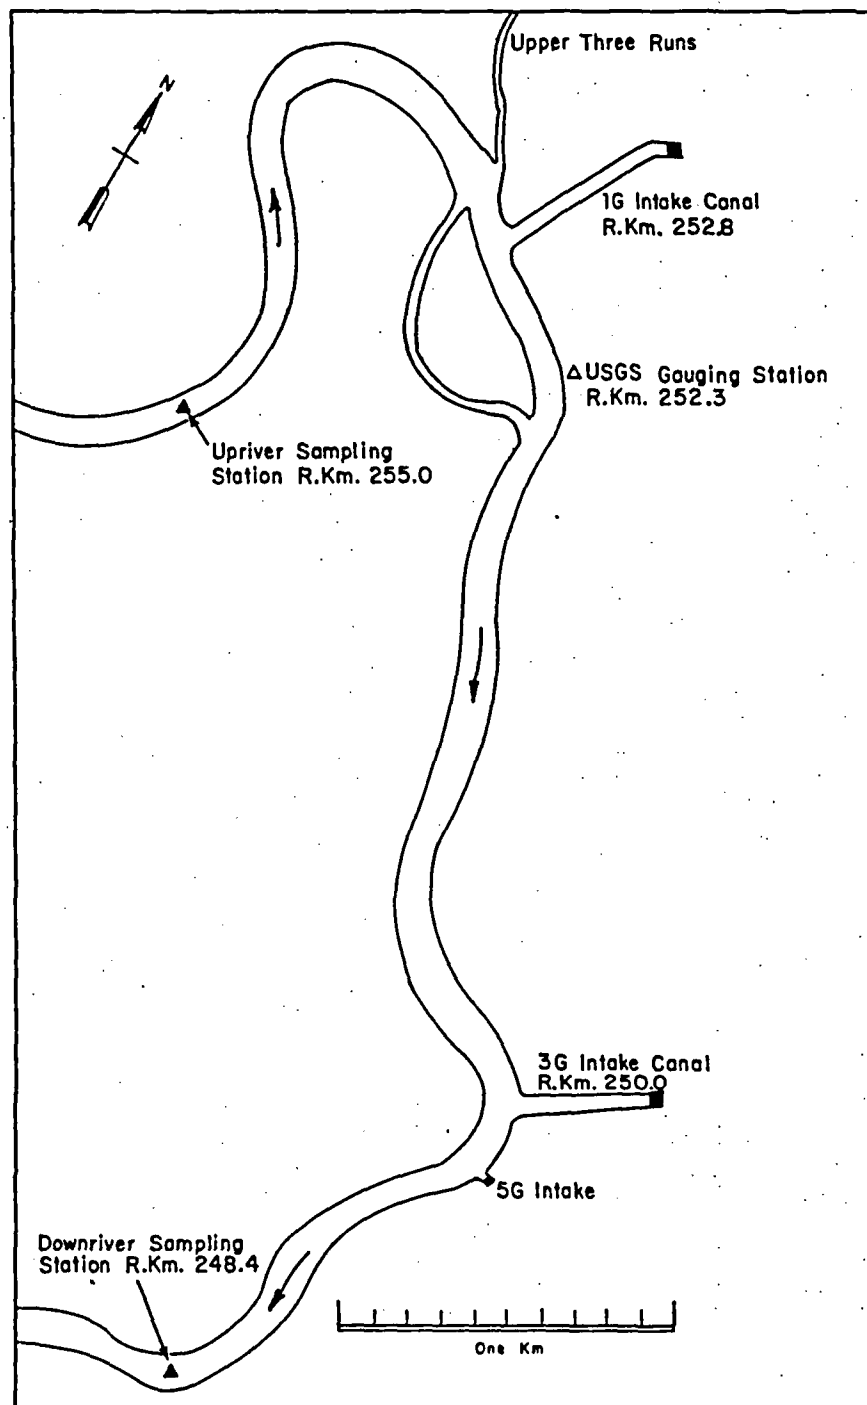 Upper Three Runs
N
1G Intake Canal
R.Km. 252.8
USGS Gauging Station
R.Km. 252.3
Upriver Sampling
Station R.Km. 255.0
3G Intake Canal
R.Km. 250.0
5G Intake
Downriver Sampling
Station R.Km. 248.4
One Km